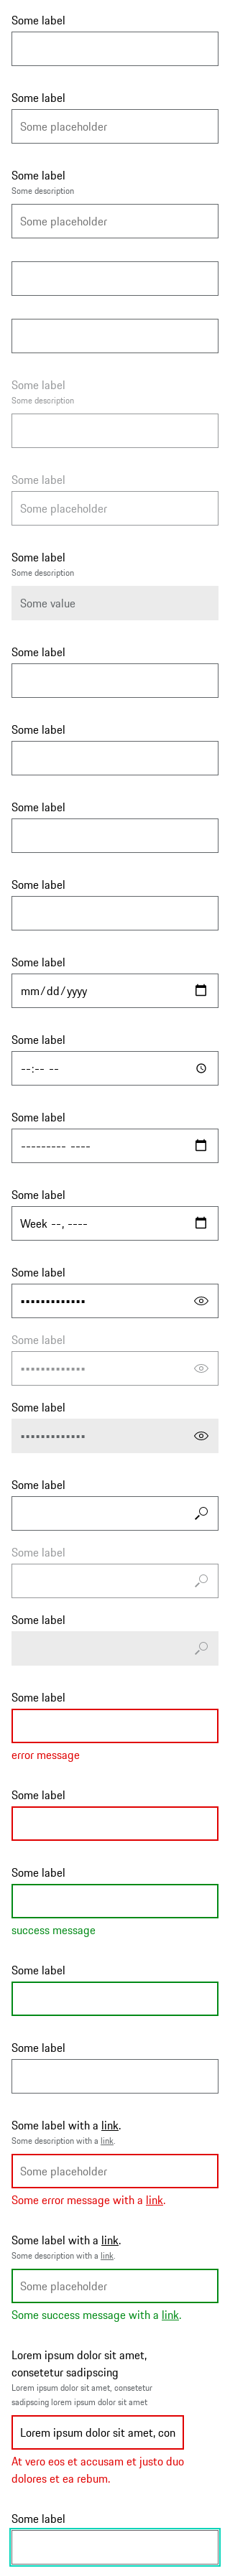 Some label
Some label
Some placeholder
Some label
Some description
Some placeholder
Some label
Some description
Some label
Some placeholder
Some label
Some description
Some value
Some label
Some label
Some label
Some label
Some label
mm/dd/yyyy
Some label
--:-- --
Some label
--------- ----
Some label
Week --, ----
Some label
•••••••••••••
Some label
•••••••••••••
Some label
•••••••••••••
Some label
Some label
Some label
Some label
error message
Some label
Some label
success message
Some label
Some label
Some label with a link.
Some description with a link.
Some placeholder
Some error message with a link.
Some label with a link.
Some description with a link.
Some placeholder
Some success message with a link.
Lorem ipsum dolor sit amet,
consetetur sadipscing
Lorem ipsum dolor sit amet, consetetur
sadipscing lorem ipsum dolor sit amet
Lorem ipsum dolor sit amet, con
At vero eos et accusam et justo duo
dolores et ea rebum.
Some label